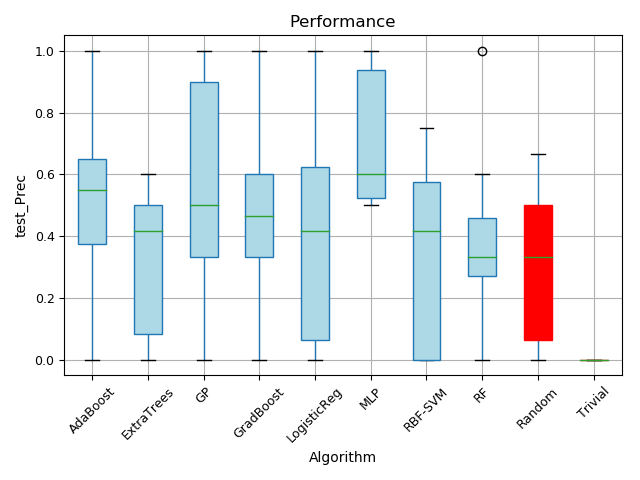 Performance
1.0
0.8
0.6
0.4
0.2
0.0
test_Prec
AdaBoost
ExtraTrees
GP
GradBoost
LogisticReg
MLP
RBF-SVM
RF
Random
Trivial
Algorithm